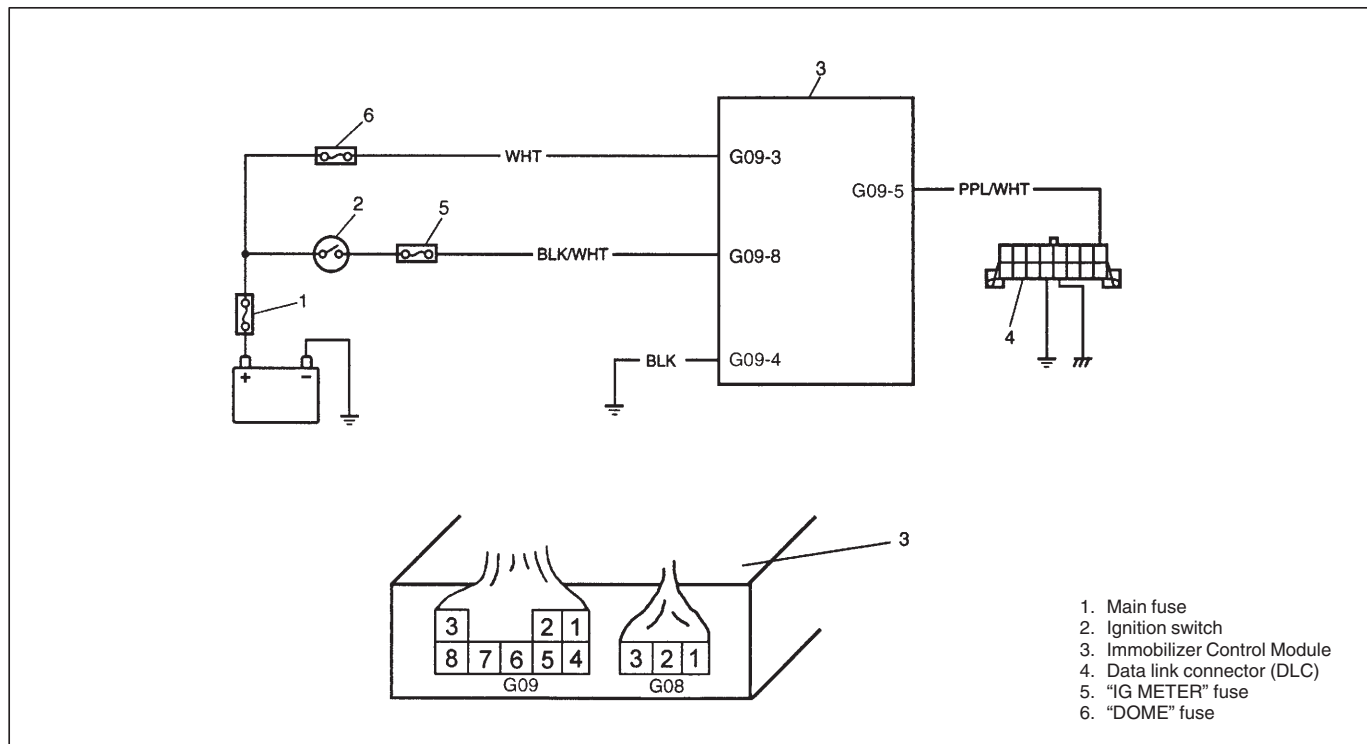 3
6
WHT
G09-3
G09-5
PPL/WHT
2
5
BLK/WHT
G09-8
1
4
+ −
BLK
G09-4
3
3 2 1
8 7 6 5 4
3 2 1
G09
G08
1. Main fuse
2. Ignition switch
3. Immobilizer Control Module
4. Data link connector (DLC)
5. “IG METER” fuse
6. “DOME” fuse